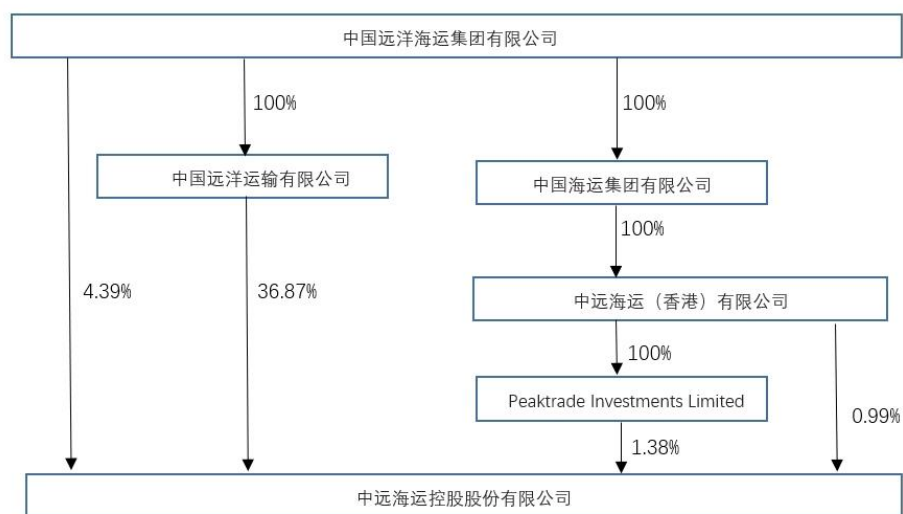 中国远洋海运集团有限公司
100%
100%
中国远洋运输有限公司
中国海运集团有限公司
100%
4.39%
36.87%
中远海运（香港）有限公司
100%
Peaktrade Investments Limited
0.99%
1.38%
中远海运控股股份有限公司